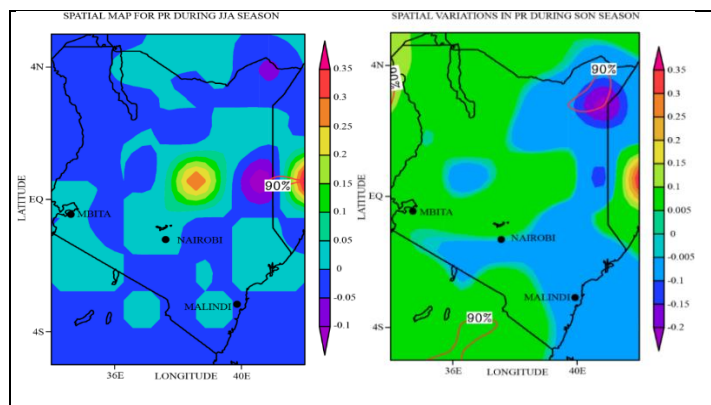 SPATIAL MAP FOR PR DURING JJA SEASON
4N
EQ
4S
LATITUDE
36E
LONGITUDE
40E
MBITA
NAIROBI
MALINDI
90%
0.35
0.3
0.25
0.2
0.15
0.1
0.05
0
-0.05
-0.1
SPATIAL VARIATIONS IN PR DURING SON SEASON
4N
EQ
4S
LATITUDE
36E
LONGITUDE
40E
MBITA
NAIROBI
MALINDI
90%
90%
0.35
0.3
0.25
0.2
0.15
0.1
0.005
0
-0.05
-0.1
-0.15
-0.2